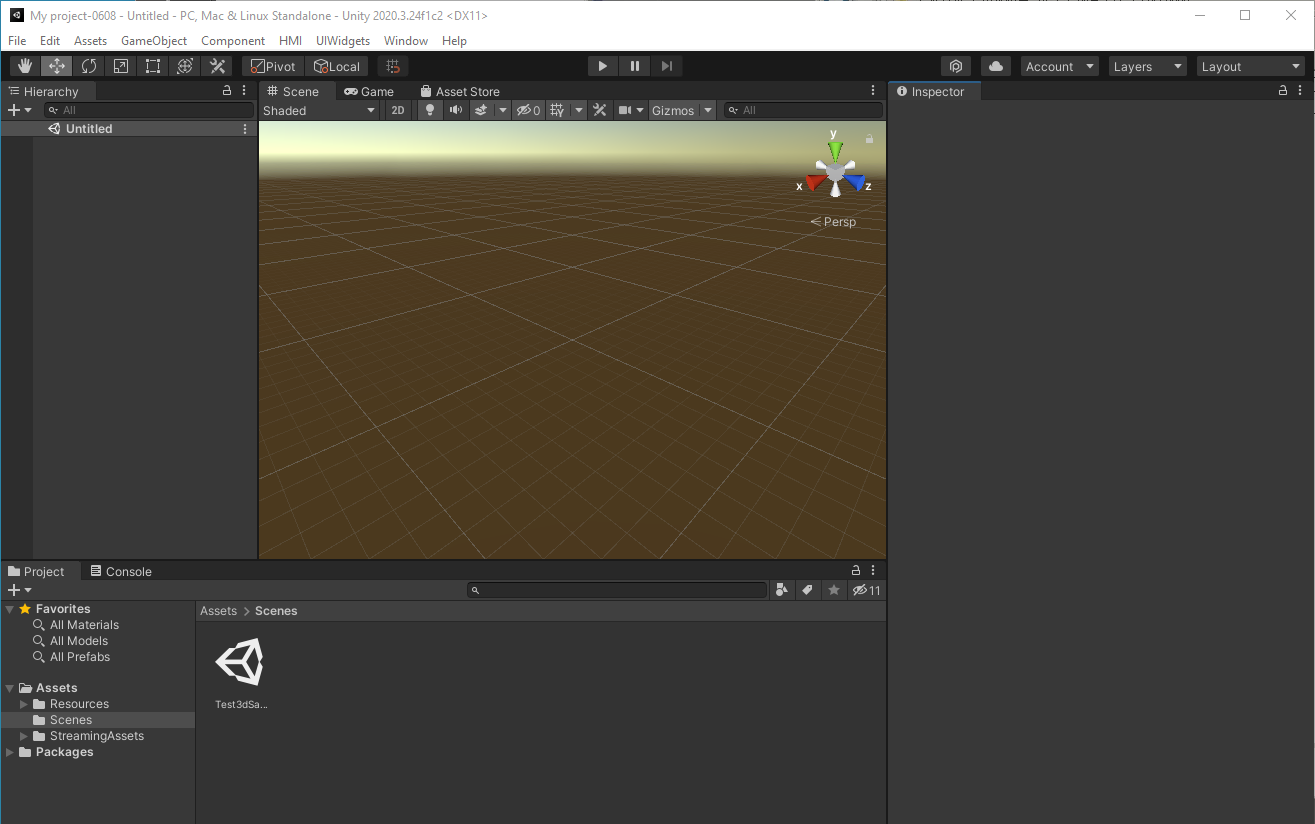 My project-0608 - Untitled - PC, Mac & Linux Standalone - Unity 2020.3.24f1c2 <DX11>
File Edit Assets GameObject Component HMI UIWidgets Window Help
Pivot Local Account Layers Layout
Hierarchy
All
Untitled
Scene Game Asset Store
Shaded 2D 0 Gizmos All
y
x z
Persp
Inspector
Project Console
11
Favorites
All Materials
All Models
All Prefabs
Assets
Resources
Scenes
StreamingAssets
Packages
Assets > Scenes
Test3dSa...